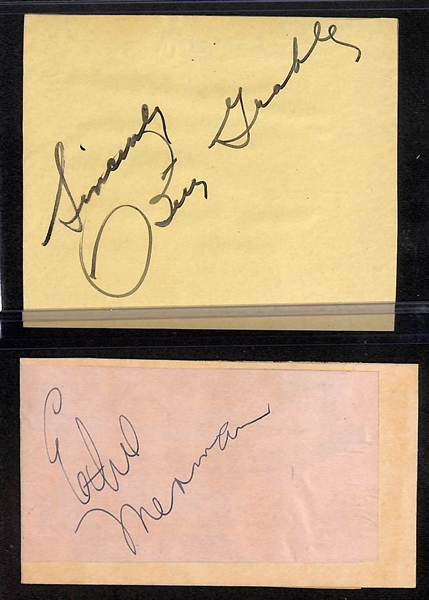 Sincerely
Betty Grable
Ethel
Merman